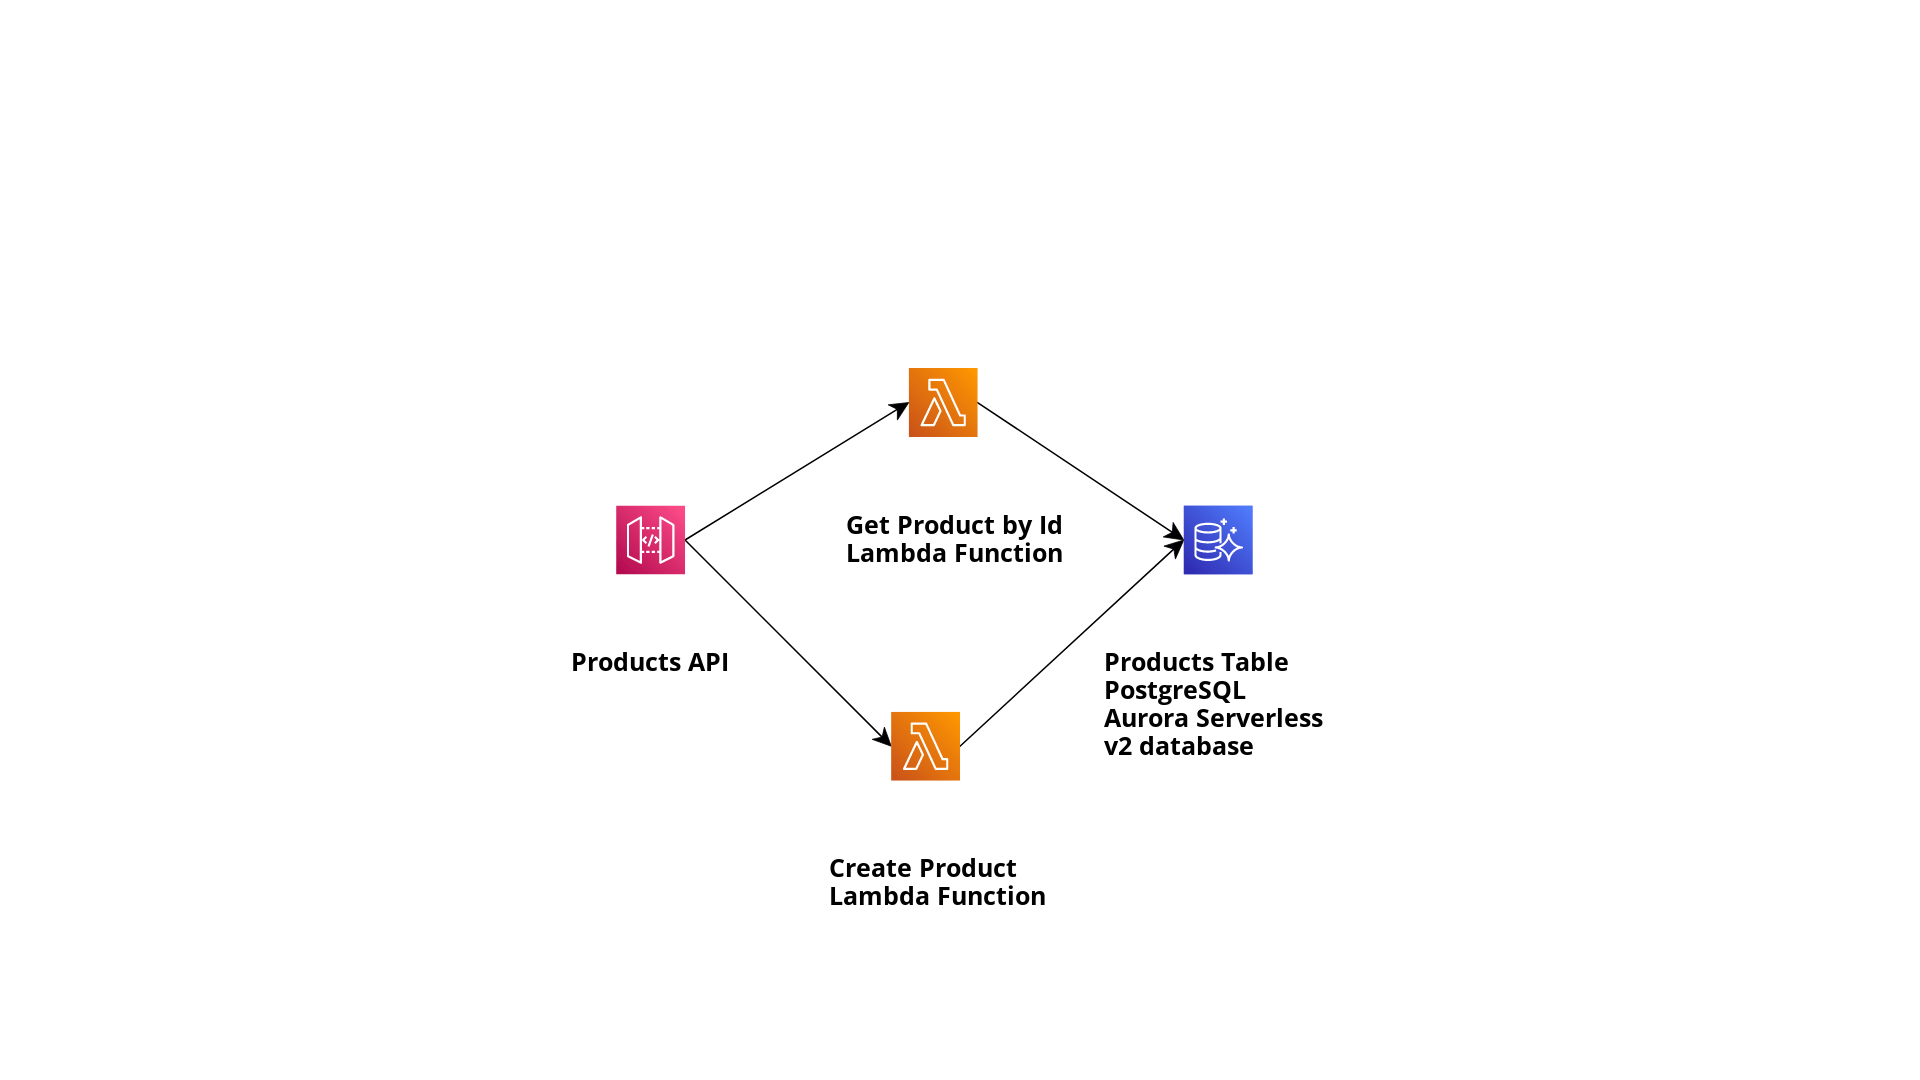 Get Product by Id
Lambda Function
Products API
Products Table
PostgreSQL
Aurora Serverless
v2 database
Create Product
Lambda Function